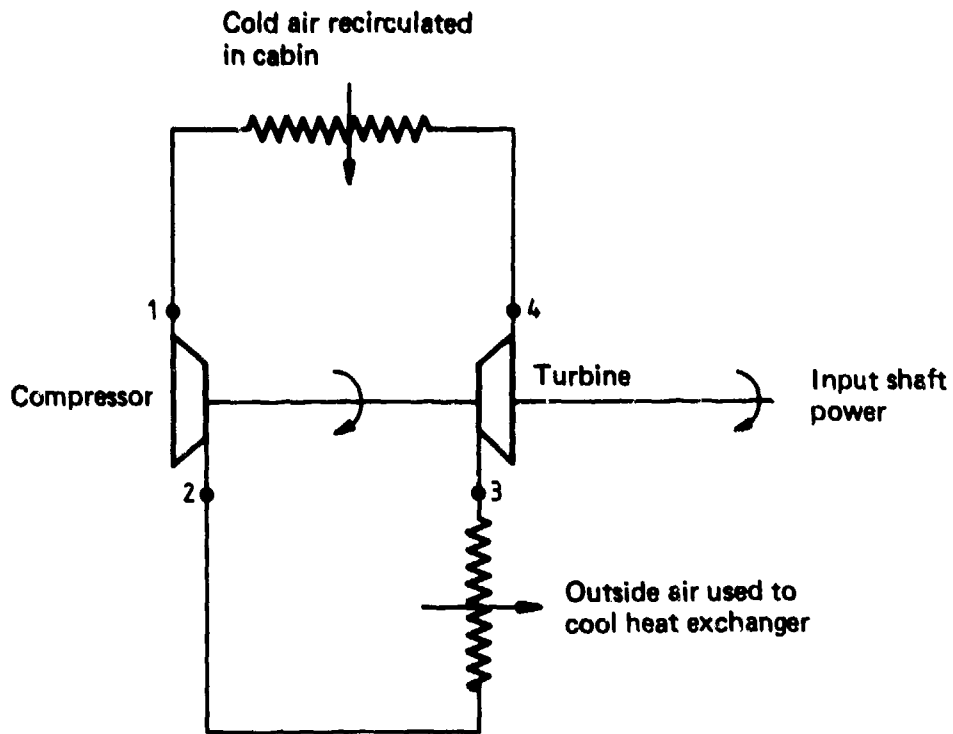 Cold air recirculated
in cabin
1
4
Compressor
Turbine
Input shaft
power
2
3
Outside air used to
cool heat exchanger